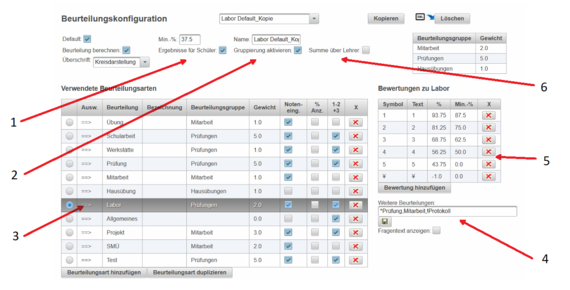 Beurteilungskonfiguration Labor Default_Kopie Kopieren Löschen
Default: Min.-%: 37.5 Name: Labor Default_Kop
Beurteilung berechnen: Ergebnisse für Schüler: Gruppierung aktivieren: Summe über Lehrer:
Überschrift: Kreisdarstellung
Beurteilungsgruppe Gewicht
Mitarbeit 2.0
Prüfungen 5.0
Hausübungen 1.0
6
Verwendete Beurteilungsarten
Ausw. Beurteilung Bezeichnung Beurteilungsgruppe Gewicht Noten-eing. % Anz. 1-2 +3 X
==> Übung Mitarbeit 1.0 X
==> Schularbeit Prüfungen 5.0 X
==> Werkstätte Prüfungen 1.0 X
==> Prüfung Prüfungen 5.0 X
==> Mitarbeit Mitarbeit 1.0 X
==> Hausübung Hausübungen 1.0 X
==> Labor Prüfungen 2.0 X
==> Allgemeines 0.0 X
==> Projekt Mitarbeit 3.0 X
==> SMÜ Mitarbeit 2.0 X
==> Test Prüfungen 5.0 X
Beurteilungsart hinzufügen Beurteilungsart duplizieren
1
2
3
Bewertungen zu Labor
Symbol Text % Min.-% X
1 1 93.75 87.5 X
2 2 81.25 75.0 X
3 3 68.75 62.5 X
4 4 56.25 50.0 X
5 5 43.75 0.0 X
¥ ¥ -1.0 0.0 X
Bewertung hinzufügen
5
Weitere Beurteilungen:
*Prüfung,Mitarbeit,!Protokoll
Fragentext anzeigen:
4